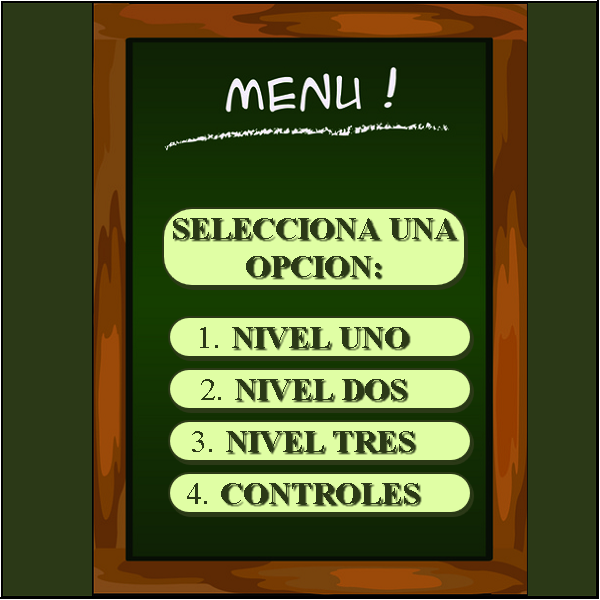 MENU !
SELECCIONA UNA
OPCION:
1. NIVEL UNO
2. NIVEL DOS
3. NIVEL TRES
4. CONTROLES